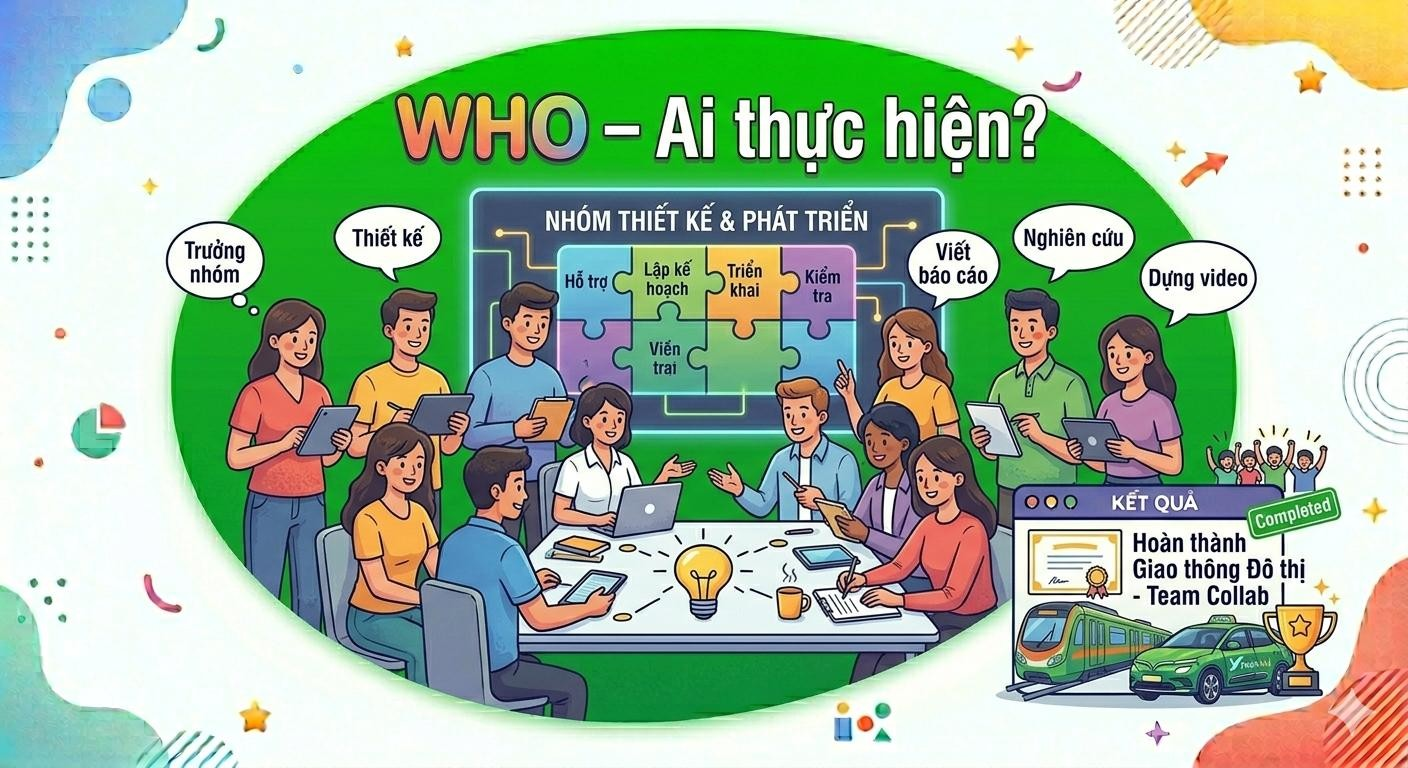 WHO – Ai thực hiện?
NHÓM THIẾT KẾ & PHÁT TRIỂN
Trưởng
nhóm
Thiết kế
Hỗ trợ
Lập kế
hoạch
Triển
khai
Kiểm
tra
Viết
báo cáo
Nghiên cứu
Dựng video
KẾT QUẢ
Completed
Hoàn thành
Giao thông Đô thị
- Team Collab